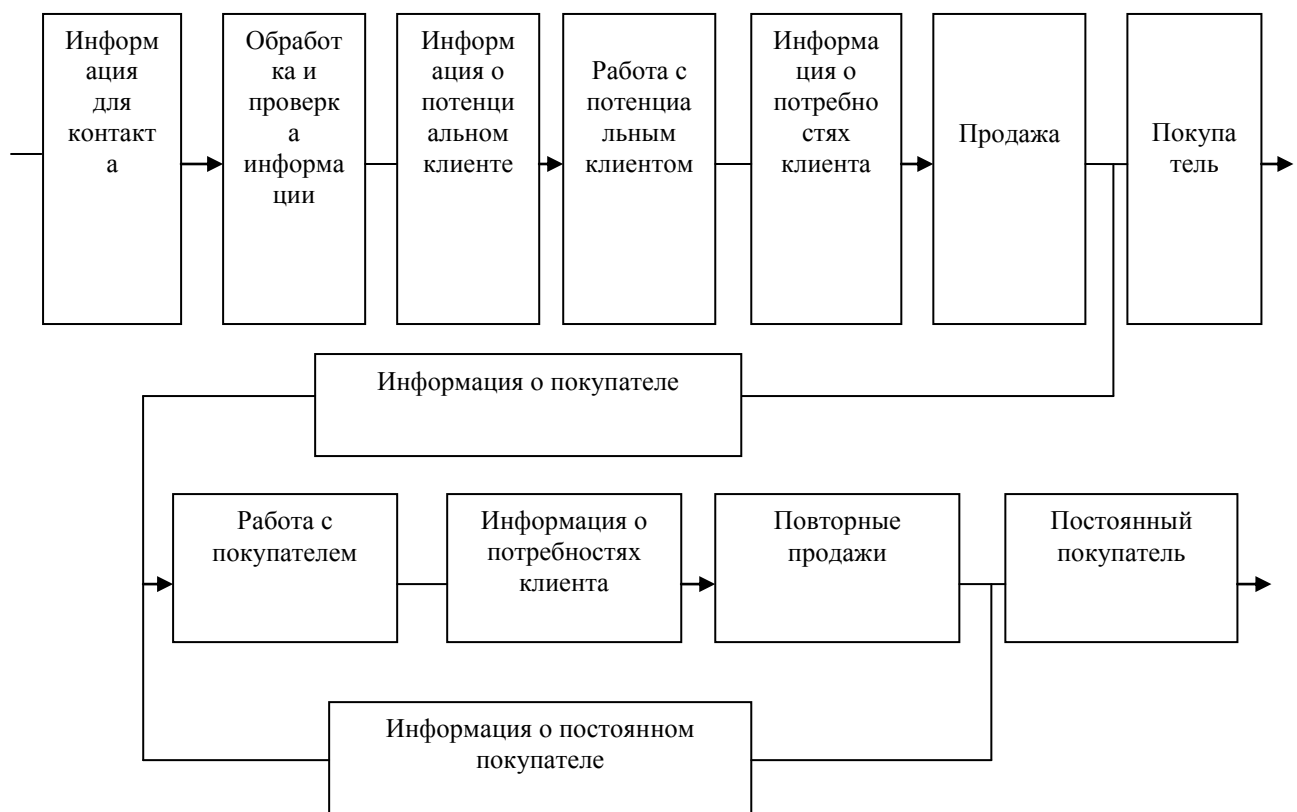 Информ
ация
для
контакт
а
Обработ
ка и
проверк
а
информа
ции
Информ
ация о
потенци
альном
клиенте
Работа с
потенциа
льным
клиентом
Информа
ция о
потребно
стях
клиента
Продажа
Покупа
тель
Информация о покупателе
Работа с
покупателем
Информация о
потребностях
клиента
Повторные
продажи
Постоянный
покупатель
Информация о постоянном
покупателе